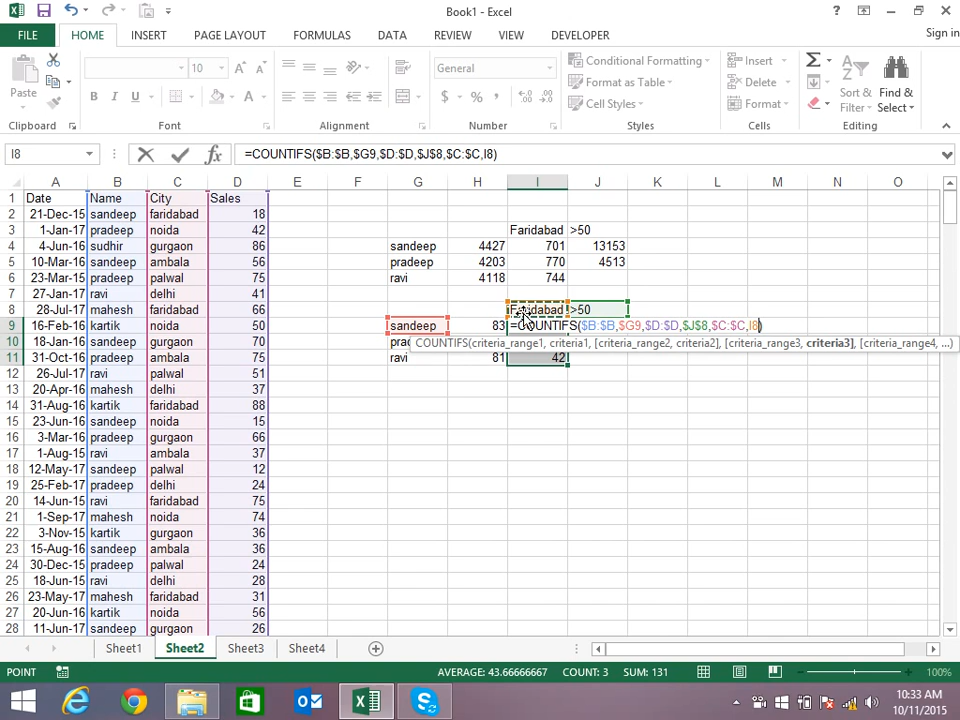 Book1 - Excel
?
FILE HOME INSERT PAGE LAYOUT FORMULAS DATA REVIEW VIEW DEVELOPER Sign in
Paste
10 A A
B I U
General
$ % ,
Conditional Formatting
Format as Table
Cell Styles
Insert
Delete
Format
Sort & Filter
Find & Select
Clipboard Font Alignment Number Styles Cells Editing
I8 fx =COUNTIFS($B:$B,$G9,$D:$D,$J$8,$C:$C,I8)
A B C D E F G H I J K L M N O
1 Date Name City Sales
2 21-Dec-15 sandeep faridabad 18
3 1-Jan-17 pradeep noida 42 Faridabad >50
4 4-Jun-16 sudhir gurgaon 86 sandeep 4427 701 13153
5 10-Mar-16 sandeep ambala 56 pradeep 4203 770 4513
6 23-Mar-15 pradeep palwal 75 ravi 4118 744
7 27-Jan-17 ravi delhi 41
8 28-Jul-17 mahesh faridabad 66 Faridabad >50
9 16-Feb-16 kartik noida 50 sandeep 83 =COUNTIFS($B:$B,$G9,$D:$D,$J$8,$C:$C,I8)
10 18-Jun-16 sandeep gurgaon 70 COUNTIFS(criteria_range1, criteria1, [criteria_range2, criteria2], [criteria_range3, criteria3], [criteria_range4, ...)
11 31-Oct-16 pradeep ambala 75 ravi 81 42
12 26-Jul-17 ravi palwal 51
13 20-Apr-16 mahesh delhi 37
14 31-Aug-16 kartik faridabad 88
15 23-Jun-16 sandeep noida 15
16 3-Mar-16 pradeep gurgaon 66
17 1-Aug-15 ravi ambala 37
18 12-May-17 sandeep palwal 12
19 25-Feb-17 pradeep delhi 24
20 14-Jun-15 ravi faridabad 75
21 1-Sep-17 mahesh noida 74
22 3-Nov-15 kartik gurgaon 36
23 15-Aug-16 sandeep ambala 36
24 30-Dec-15 pradeep palwal 24
25 18-Jun-15 ravi delhi 28
26 23-May-17 mahesh faridabad 31
27 20-Jun-16 kartik noida 56
28 11-Jun-17 sandeep gurgaon 26
Sheet1 Sheet2 Sheet3 Sheet4
POINT AVERAGE: 43.66666667 COUNT: 3 SUM: 131 100%
10:33 AM
10/11/2015